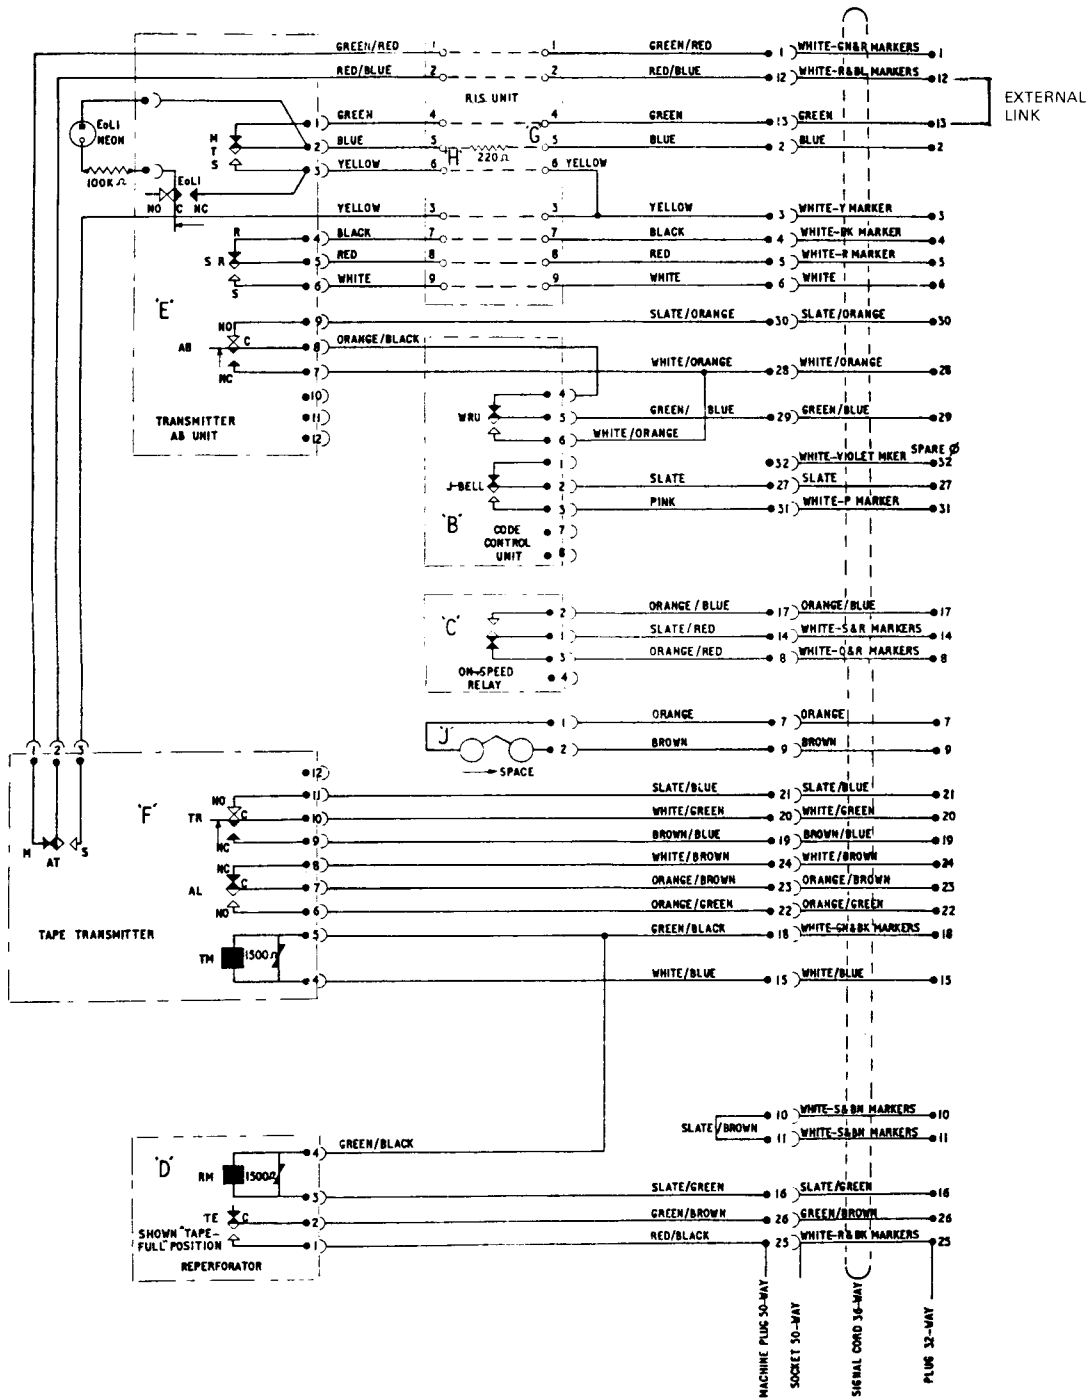 GREEN/RED 1 1 GREEN/RED 1 WHITE-GN&R MARKERS 1
RED/BLUE 2 2 RED/BLUE 12 WHITE-R&BL MARKERS 12
R.I.S. UNIT
EXTERNAL
LINK
EoLI
NEON
M
T
S
1 GREEN 4 'G' 4 GREEN 13 GREEN 13
2 BLUE 5 'H' 220Ω 5 BLUE 2 BLUE 2
3 YELLOW 6 6 YELLOW
100KΩ
EoLI
NO C NC
YELLOW 3 3 YELLOW 3 WHITE-Y MARKER 3
R
4 BLACK 7 7 BLACK 4 WHITE-BK MARKER 4
S R 5 RED 8 8 RED 5 WHITE-R MARKER 5
S 6 WHITE 9 9 WHITE 6 WHITE 6
'E'
NO 9 SLATE/ORANGE 30 SLATE/ORANGE 30
AB C 8 ORANGE/BLACK
NC 7 WHITE/ORANGE 28 WHITE/ORANGE 28
10
11
12
TRANSMITTER
AB UNIT
4
WRU 5 GREEN/ BLUE 29 GREEN/BLUE 29
6 WHITE/ORANGE
1 32 WHITE-VIOLET MKER SPARE Ø 32
J-BELL 2 SLATE 27 SLATE 27
3 PINK 31 WHITE-P MARKER 31
'B' CODE
CONTROL
UNIT
7
8
2 ORANGE/BLUE 17 ORANGE/BLUE 17
'C' 1 SLATE/RED 14 WHITE-S&R MARKERS 14
3 ORANGE/RED 8 WHITE-O&R MARKERS 8
ON-SPEED
RELAY
4
'J' 1 ORANGE 7 ORANGE 7
2 BROWN 9 BROWN 9
SPACE
1 2 3
12
'F'
NO 11 SLATE/BLUE 21 SLATE/BLUE 21
TR C 10 WHITE/GREEN 20 WHITE/GREEN 20
NC 9 BROWN/BLUE 19 BROWN/BLUE 19
M AT S
NC 8 WHITE/BROWN 24 WHITE/BROWN 24
AL C 7 ORANGE/BROWN 23 ORANGE/BROWN 23
NO 6 ORANGE/GREEN 22 ORANGE/GREEN 22
TAPE TRANSMITTER
5 GREEN/BLACK 18 WHITE-GN&BK MARKERS 18
TM 1500Ω
4 WHITE/BLUE 15 WHITE/BLUE 15
10 WHITE-S&BN MARKERS 10
SLATE/BROWN
11 WHITE-S&BN MARKERS 11
'D' 4 GREEN/BLACK
RM 1500Ω
3 SLATE/GREEN 16 SLATE/GREEN 16
TE C 2 GREEN/BROWN 26 GREEN/BROWN 26
SHOWN "TAPE-
FULL" POSITION
1 RED/BLACK 25 WHITE-R&BK MARKERS 25
REPERFORATOR
MACHINE PLUG 50-WAY
SOCKET 50-WAY
SIGNAL CORD 36-WAY
PLUG 32-WAY